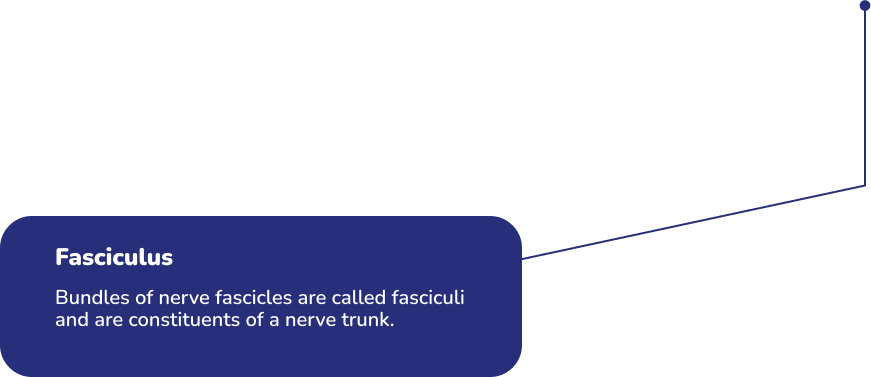 Fasciculus
Bundles of nerve fascicles are called fasciculi
and are constituents of a nerve trunk.